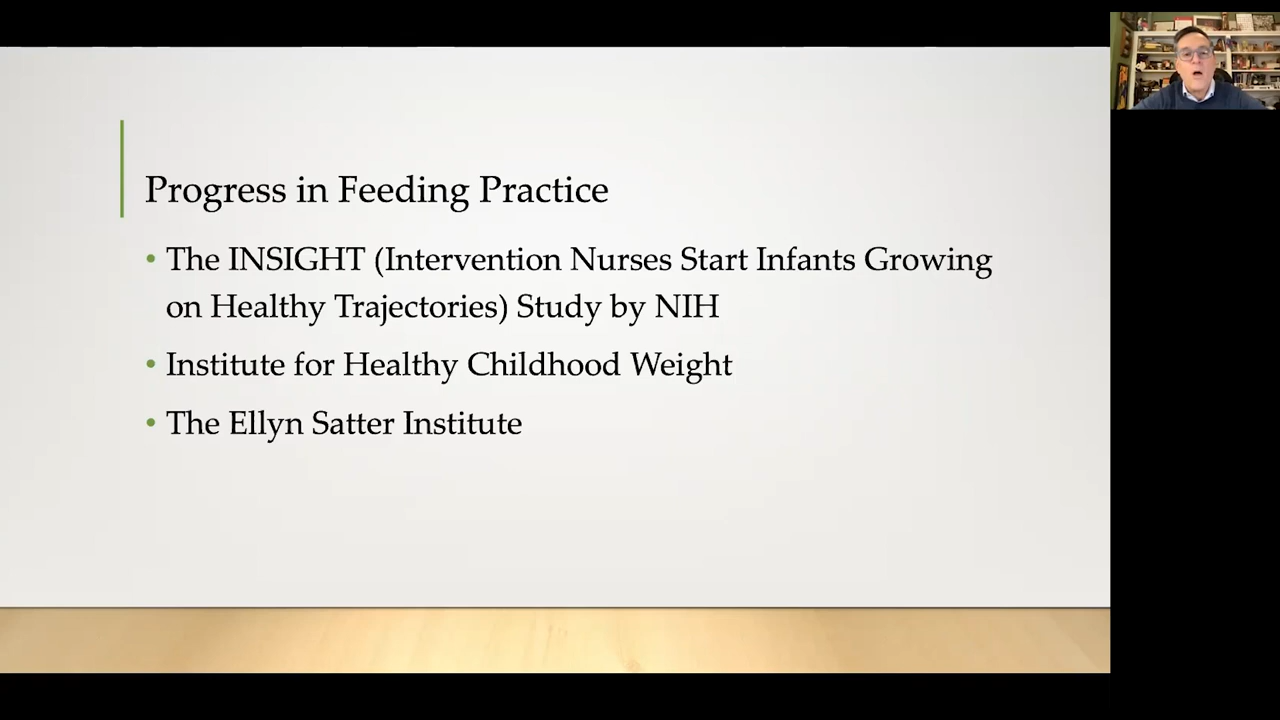 Progress in Feeding Practice
• The INSIGHT (Intervention Nurses Start Infants Growing
on Healthy Trajectories) Study by NIH
• Institute for Healthy Childhood Weight
• The Ellyn Satter Institute